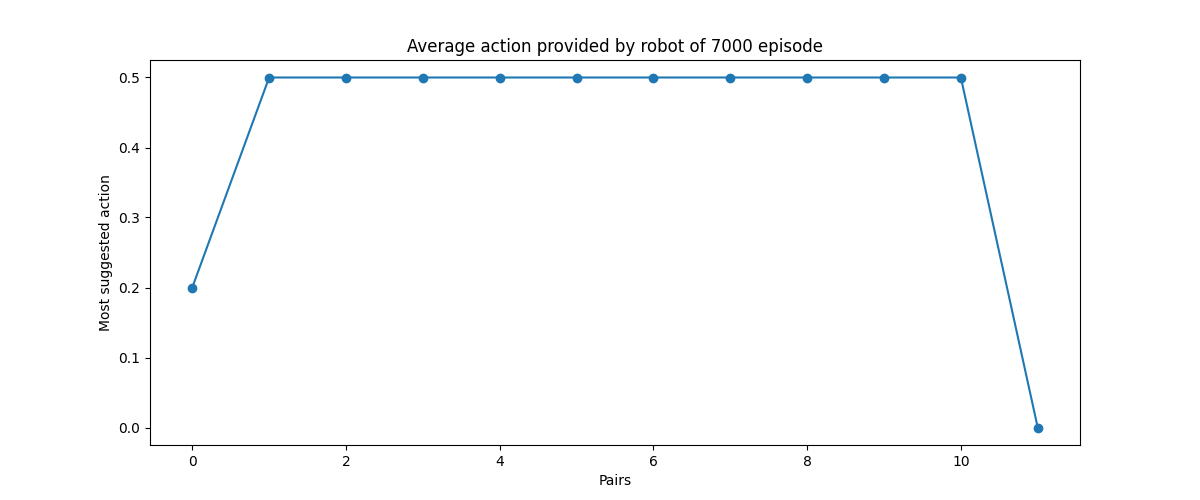 Average action provided by robot of 7000 episode
Most suggested action
0.5
0.4
0.3
0.2
0.1
0.0
0 2 4 6 8 10
Pairs